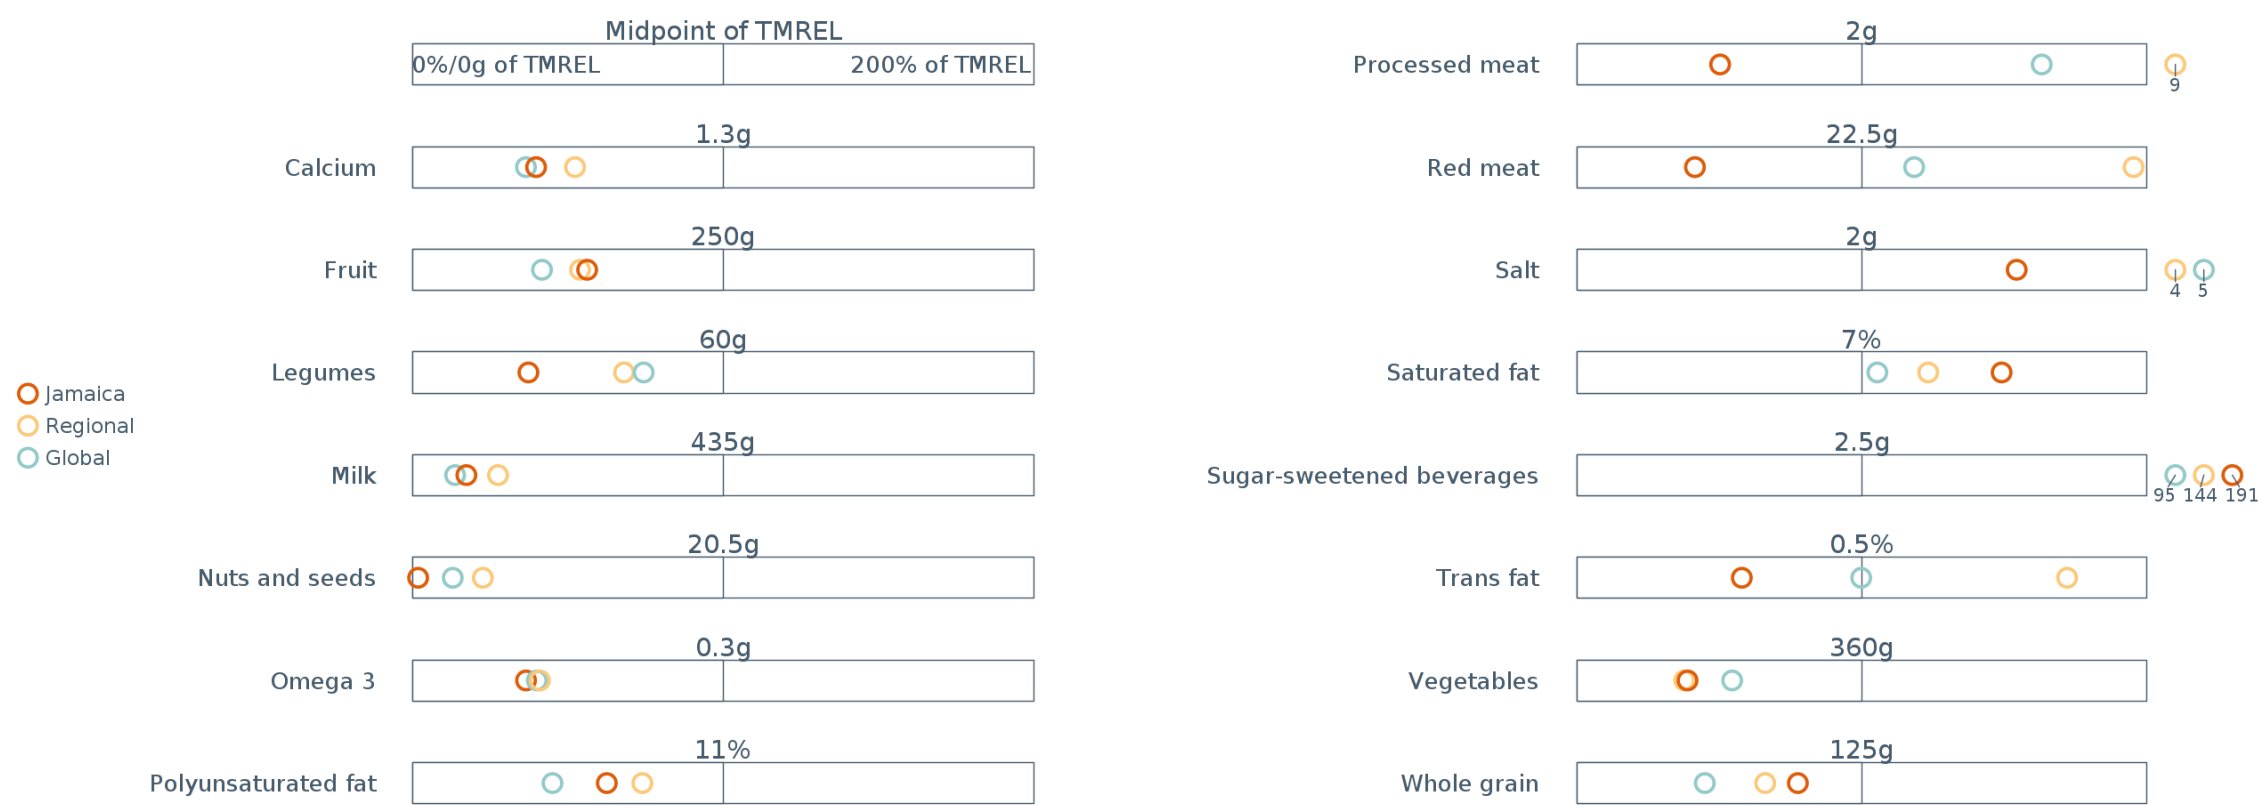 Midpoint of TMREL
0%/0g of TMREL 200% of TMREL
Calcium 1.3g
Fruit 250g
Legumes 60g
Milk 435g
Nuts and seeds 20.5g
Omega 3 0.3g
Polyunsaturated fat 11%
Jamaica
Regional
Global
Processed meat 2g
9
Red meat 22.5g
Salt 2g
4 5
Saturated fat 7%
Sugar-sweetened beverages 2.5g
95 144 191
Trans fat 0.5%
Vegetables 360g
Whole grain 125g